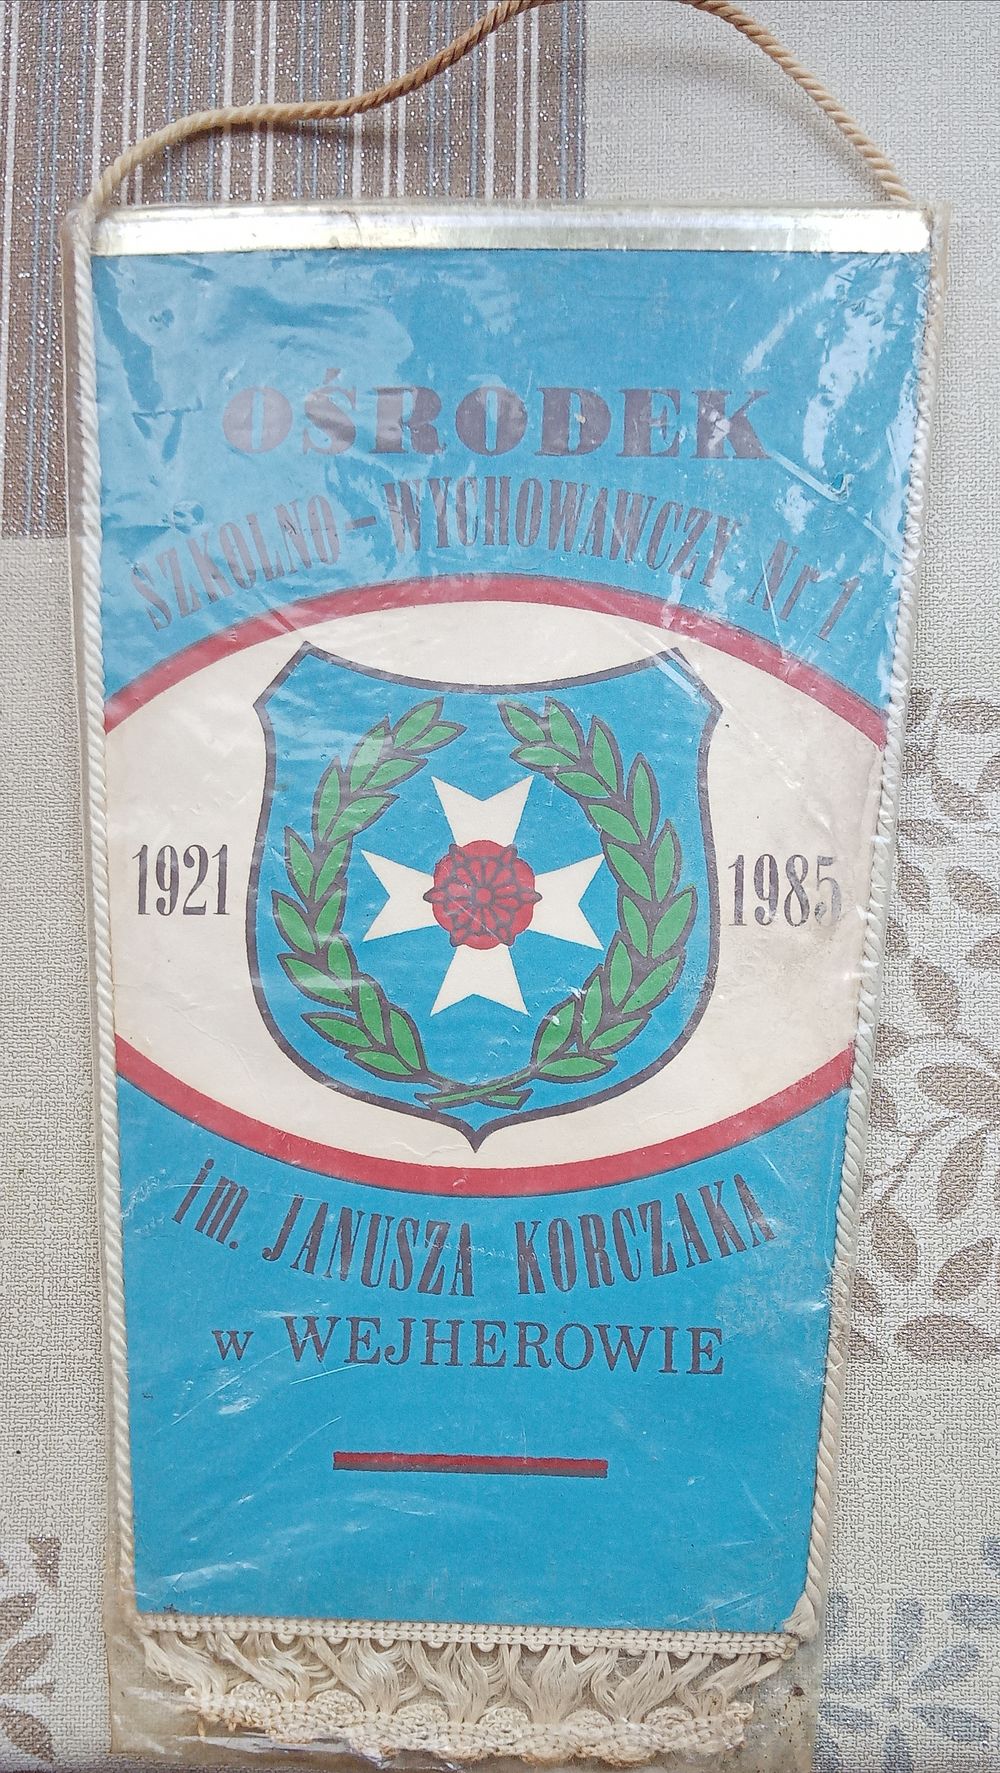 OŚRODEK
SZKOLNO-WYCHOWAWCZY Nr 1
1921
1985
im. JANUSZA KORCZAKA
w WEJHEROWIE